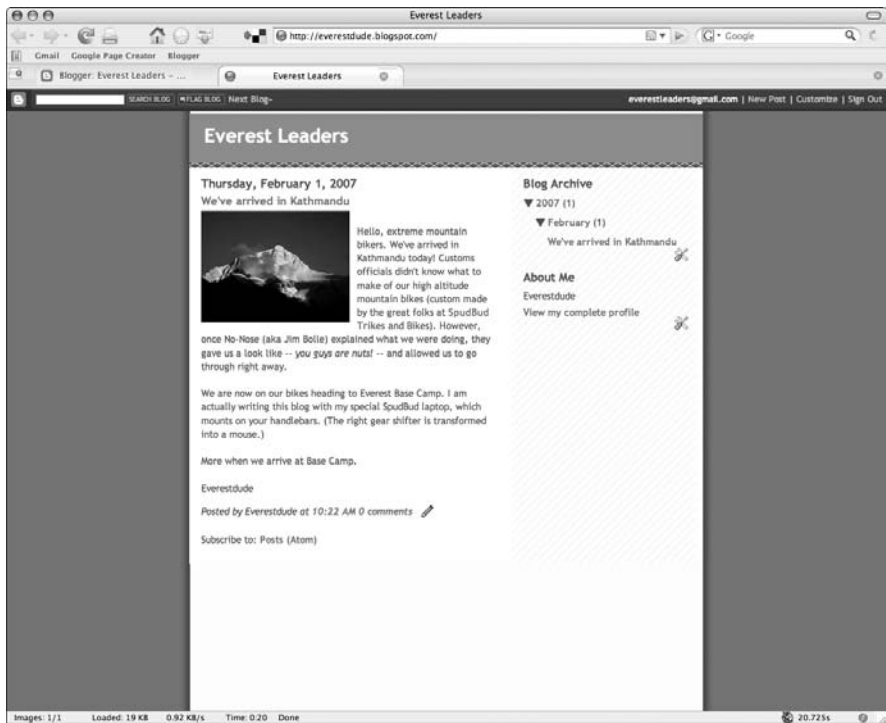 Everest Leaders
http://everestdude.blogspot.com/
Google
Gmail Google Page Creator Blogger
Blogger: Everest Leaders - ...
Everest Leaders
SEARCH BLOG FLAG BLOG Next Blog»
everestleaders@gmail.com | New Post | Customize | Sign Out
Everest Leaders
Thursday, February 1, 2007
We've arrived in Kathmandu
Hello, extreme mountain
bikers. We've arrived in
Kathmandu today! Customs
officials didn't know what to
make of our high altitude
mountain bikes (custom made
by the great folks at SpudBud
Trikes and Bikes). However,
once No-Nose (aka Jim Bolle) explained what we were doing, they
gave us a look like -- you guys are nuts! -- and allowed us to go
through right away.
We are now on our bikes heading to Everest Base Camp. I am
actually writing this blog with my special SpudBud laptop, which
mounts on your handlebars. (The right gear shifter is transformed
into a mouse.)
More when we arrive at Base Camp.
Everestdude
Posted by Everestdude at 10:22 AM 0 comments
Subscribe to: Posts (Atom)
Blog Archive
▼ 2007 (1)
▼ February (1)
We've arrived in Kathmandu
About Me
Everestdude
View my complete profile
Images: 1/1 Loaded: 19 KB 0.92 KB/s Time: 0:20 Done
20.725s